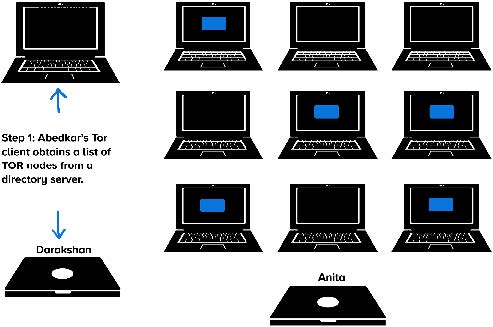 Step 1: Abedkar's Tor
client obtains a list of
TOR nodes from a
directory server.
Darakshan
Anita